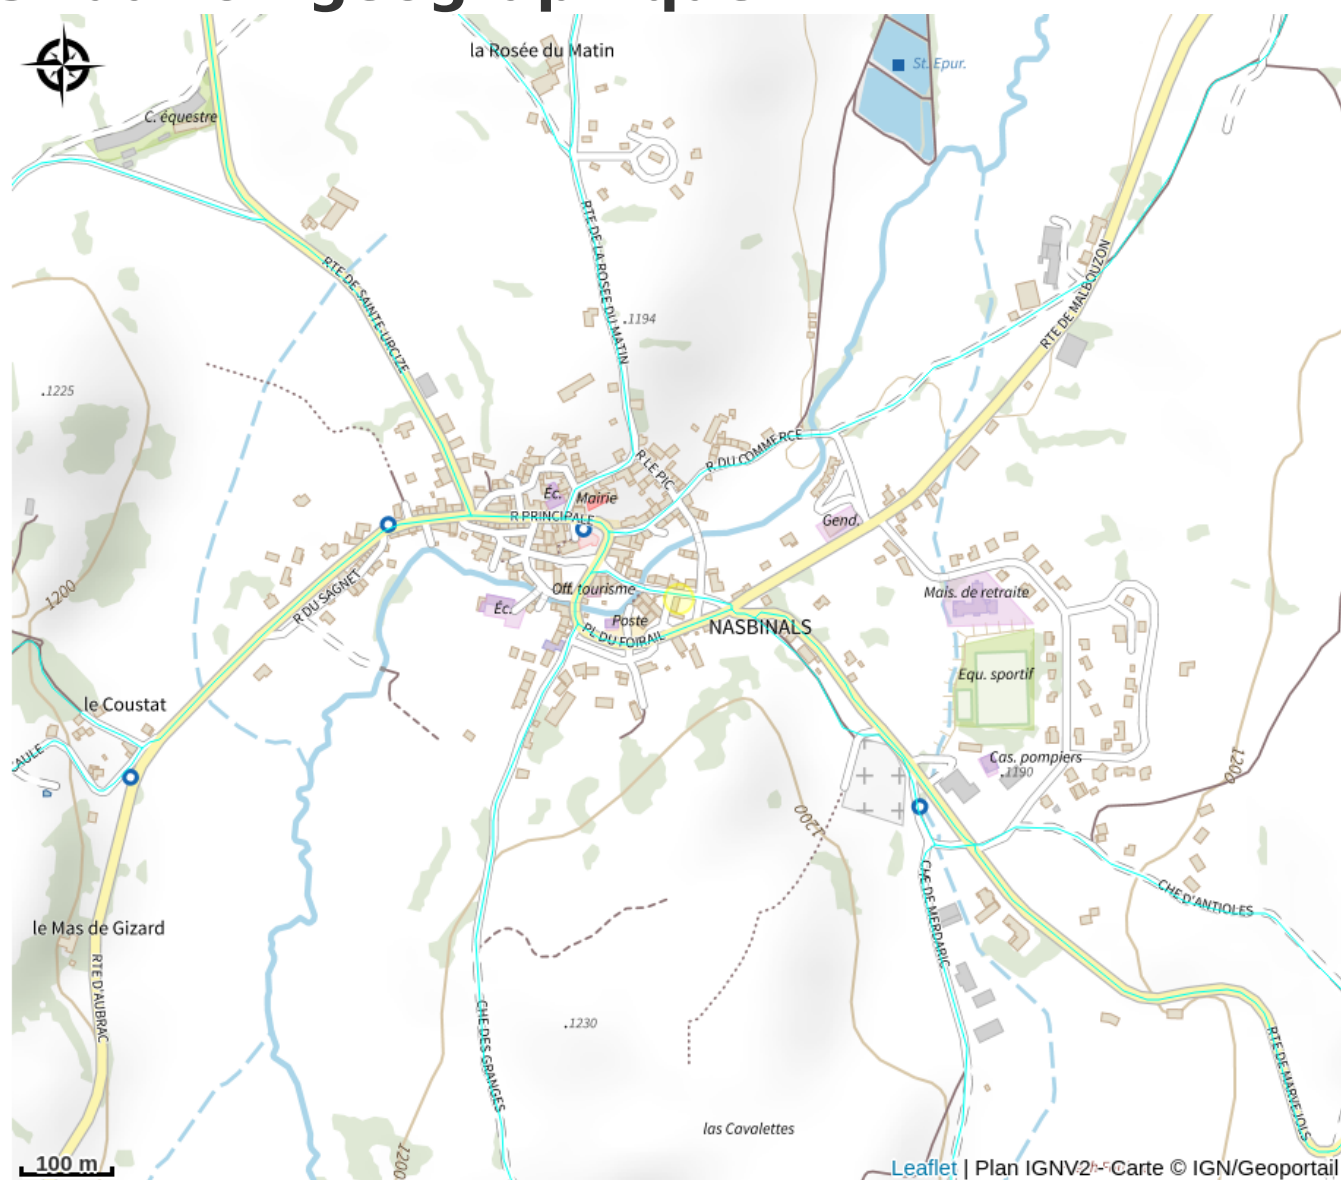 la Rosée du Matin
St. Epur.
C. équestre
RTE DE LA ROSEE DU MATIN
RTE DE SAINTE-URCIZE
RTE DE MALBOUZON
.1194
.1225
R DU COMMERCE
R LE PIC
Éc.
Mairie
R PRINCIPALE
Gend.
1200
R DU SAGNET
Off. tourisme
Mais. de retraite
Éc.
Poste
NASBINALS
PL DU FOIRAIL
Equ. sportif
le Coustat
CAULE
Cas. pompiers
.1190
1200
1200
CHE DE MERDARIC
CHE D'ANTIOLES
le Mas de Gizard
RTE D'AUBRAC
CHE DES GRANGES
.1230
RTE DE MARVEJOLS
las Cavalettes
1200
100 m
Leaflet | Plan IGNV2 - Carte © IGN/Geoportail